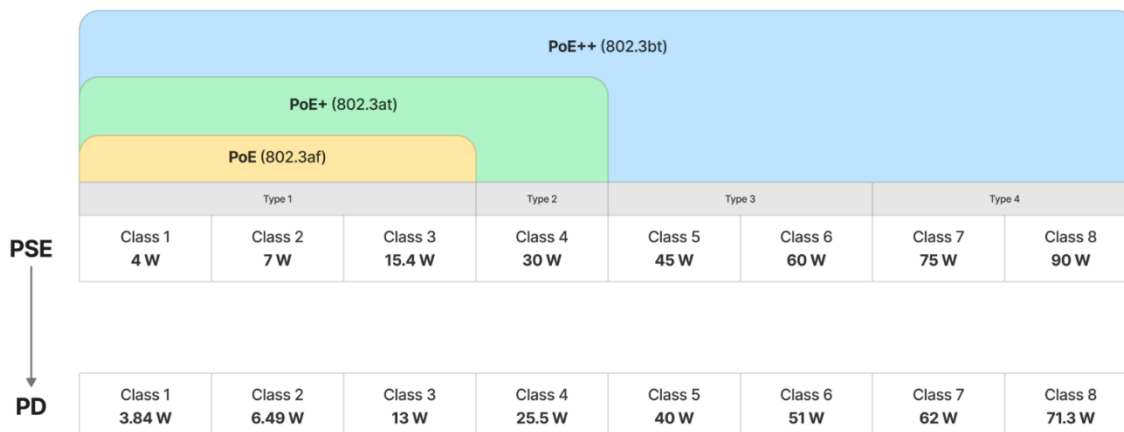 PoE++ (802.3bt)
PoE+ (802.3at)
PoE (802.3af)
Type 1 Type 2 Type 3 Type 4
PSE
Class 1 Class 2 Class 3 Class 4 Class 5 Class 6 Class 7 Class 8
4 W 7 W 15.4 W 30 W 45 W 60 W 75 W 90 W
PD
Class 1 Class 2 Class 3 Class 4 Class 5 Class 6 Class 7 Class 8
3.84 W 6.49 W 13 W 25.5 W 40 W 51 W 62 W 71.3 W